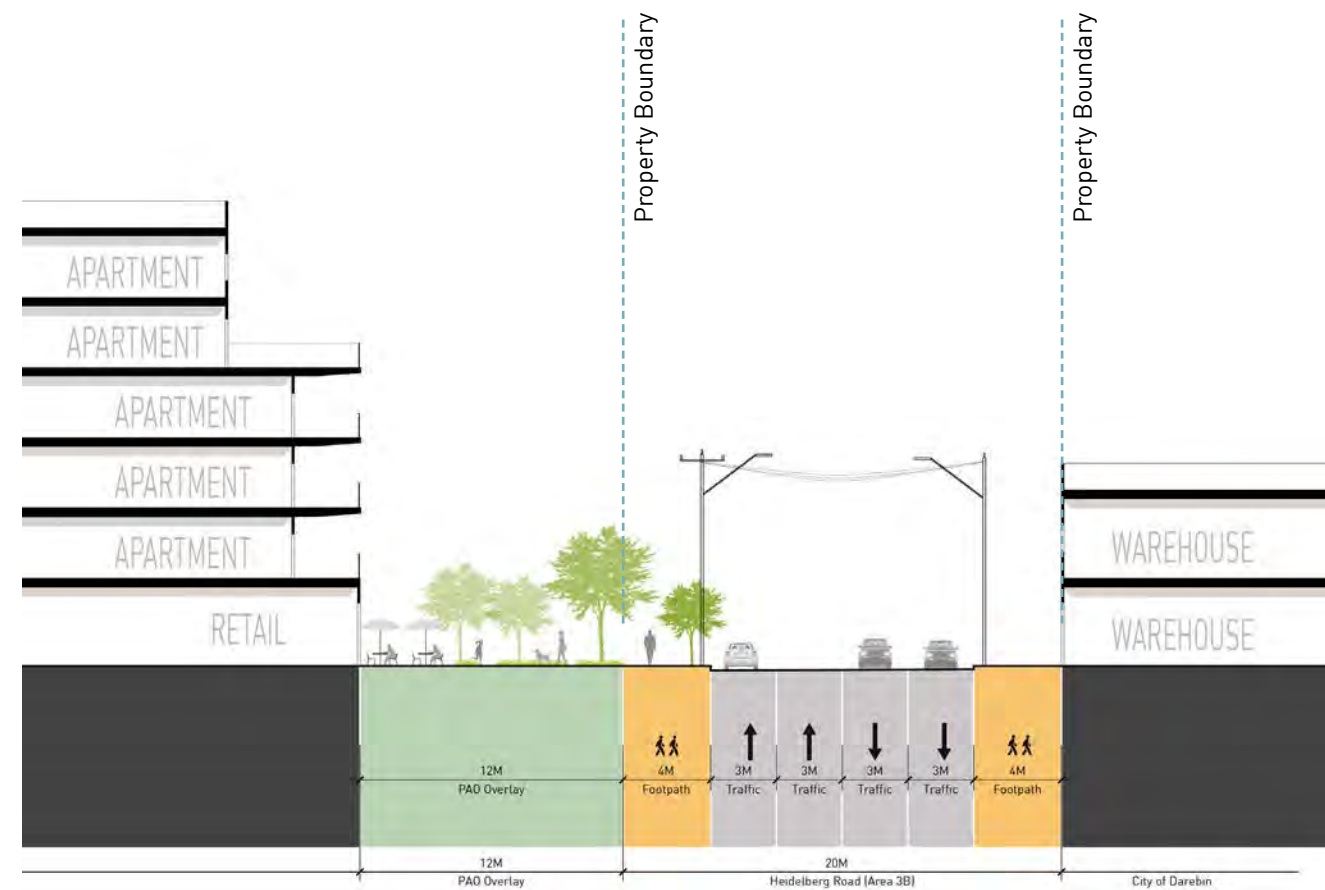 Property Boundary
Property Boundary
APARTMENT
APARTMENT
APARTMENT
APARTMENT
APARTMENT
RETAIL
WAREHOUSE
WAREHOUSE
12M
PAO Overlay
4M
Footpath
3M
Traffic
3M
Traffic
3M
Traffic
3M
Traffic
4M
Footpath
12M
PAO Overlay
20M
Heidelberg Road (Area 3B)
City of Darebin